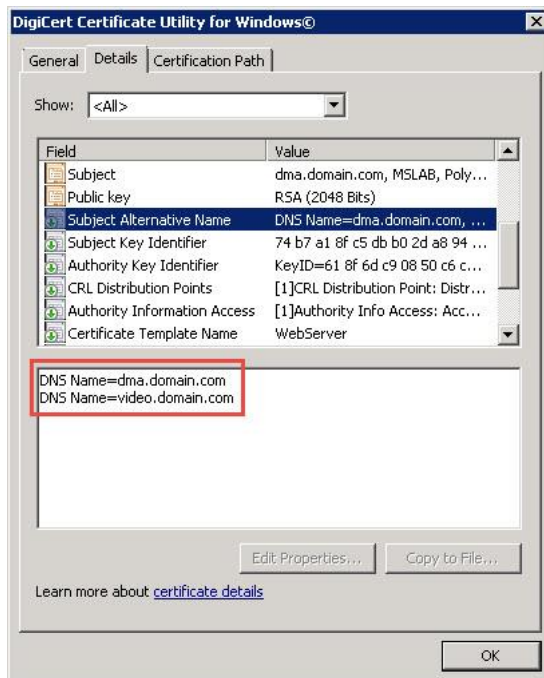 DigiCert Certificate Utility for Windows©
General Details Certification Path
Show: <All>
Field Value
Subject dma.domain.com, MSLAB, Poly...
Public key RSA (2048 Bits)
Subject Alternative Name DNS Name=dma.domain.com, ...
Subject Key Identifier 74 b7 a1 8f c5 db b0 2d a8 94 ...
Authority Key Identifier KeyID=61 8f 6d c9 08 50 c6 c...
CRL Distribution Points [1]CRL Distribution Point: Distr...
Authority Information Access [1]Authority Info Access: Acc...
Certificate Template Name WebServer
DNS Name=dma.domain.com
DNS Name=video.domain.com
Edit Properties... Copy to File...
Learn more about certificate details
OK